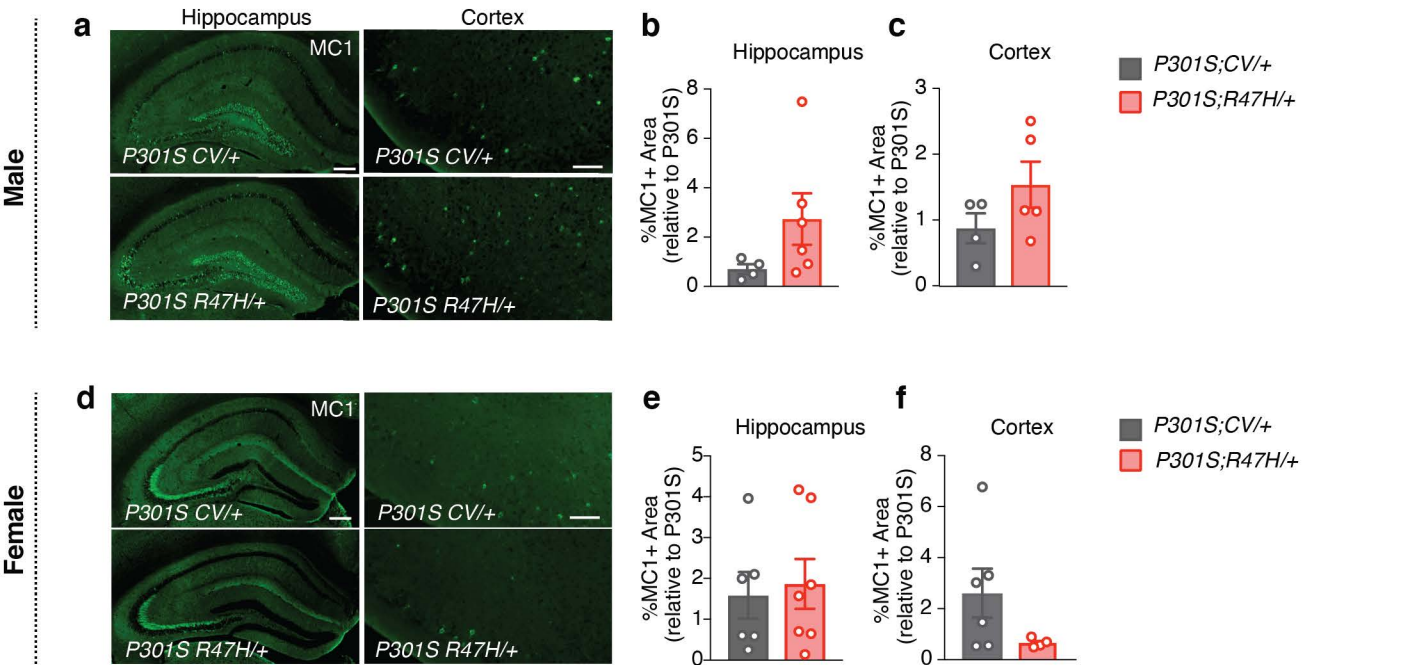 Male
a
Hippocampus
Cortex
MC1
P301S CV/+
P301S CV/+
P301S R47H/+
P301S R47H/+
b
Hippocampus
%MC1+ Area
(relative to P301S)
8
6
4
2
0
c
Cortex
%MC1+ Area
(relative to P301S)
3
2
1
0
P301S;CV/+
P301S;R47H/+
Female
d
MC1
P301S CV/+
P301S CV/+
P301S R47H/+
P301S R47H/+
e
Hippocampus
%MC1+ Area
(relative to P301S)
5
4
3
2
1
0
f
Cortex
%MC1+ Area
(relative to P301S)
8
6
4
2
0
P301S;CV/+
P301S;R47H/+